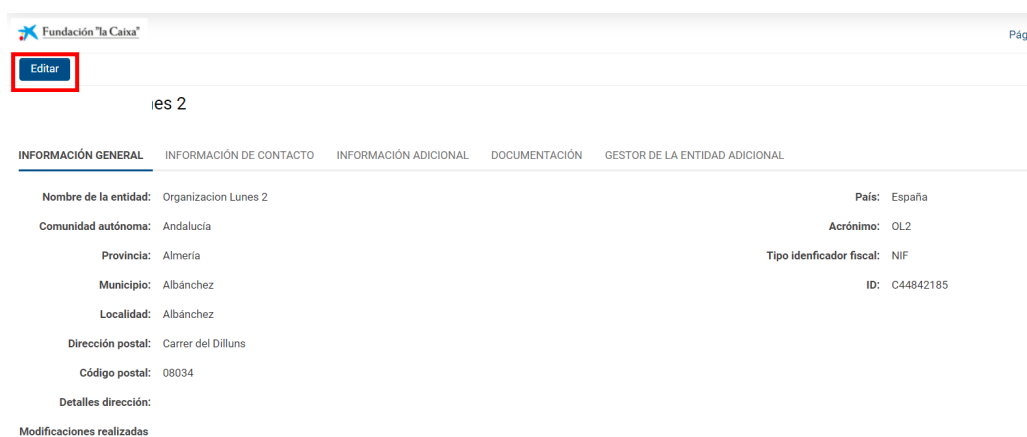 Fundación "la Caixa"
Pág
Editar
es 2
INFORMACIÓN GENERAL INFORMACIÓN DE CONTACTO INFORMACIÓN ADICIONAL DOCUMENTACIÓN GESTOR DE LA ENTIDAD ADICIONAL
Nombre de la entidad: Organizacion Lunes 2 País: España
Comunidad autónoma: Andalucía Acrónimo: OL2
Provincia: Almería Tipo idenficador fiscal: NIF
Municipio: Albánchez ID: C44842185
Localidad: Albánchez
Dirección postal: Carrer del Dilluns
Código postal: 08034
Detalles dirección:
Modificaciones realizadas